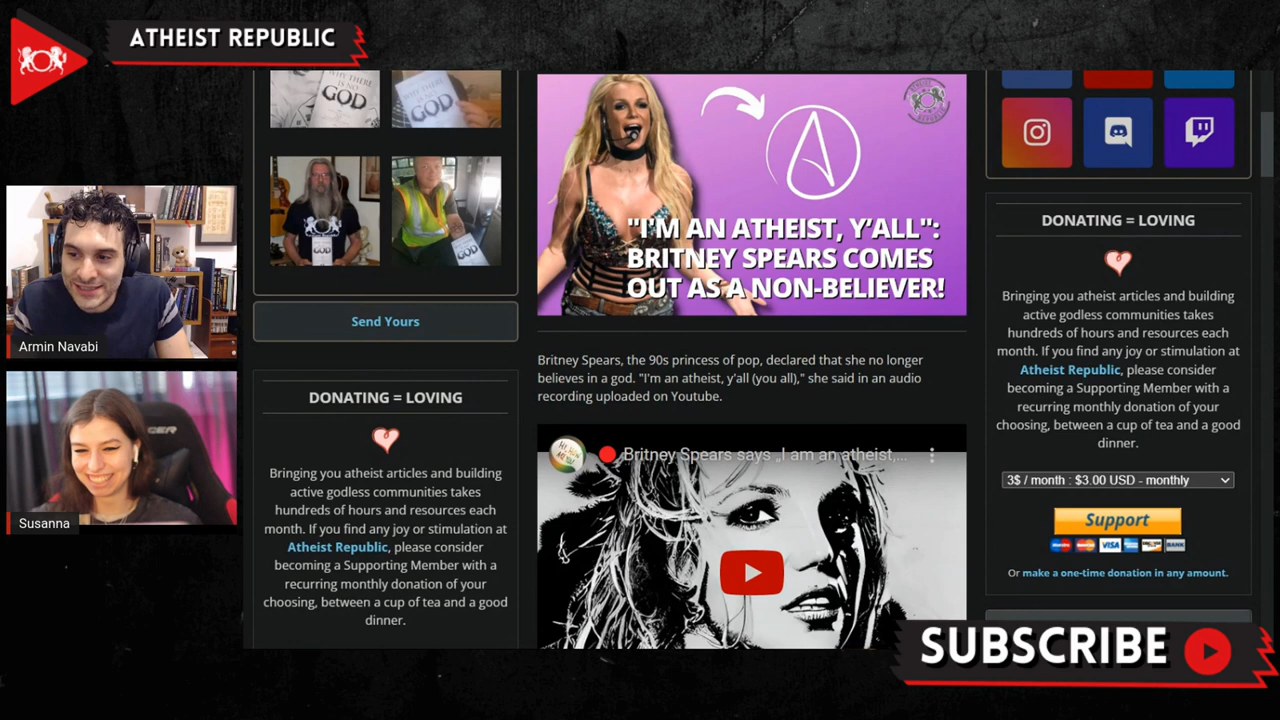 ATHEIST REPUBLIC
WHY THERE
IS NO
GOD
WHY THERE
IS NO
GOD
GOD
GOD
Send Yours
DONATING = LOVING
Bringing you atheist articles and building
active godless communities takes
hundreds of hours and resources each
month. If you find any joy or stimulation at
Atheist Republic, please consider
becoming a Supporting Member with a
recurring monthly donation of your
choosing, between a cup of tea and a good
dinner.
Armin Navabi
Susanna
"I'M AN ATHEIST, Y'ALL":
BRITNEY SPEARS COMES
OUT AS A NON-BELIEVER!
Britney Spears, the 90s princess of pop, declared that she no longer
believes in a god. "I'm an atheist, y'all (you all)," she said in an audio
recording uploaded on Youtube.
Britney Spears says „I am an atheist,...
DONATING = LOVING
Bringing you atheist articles and building
active godless communities takes
hundreds of hours and resources each
month. If you find any joy or stimulation at
Atheist Republic, please consider
becoming a Supporting Member with a
recurring monthly donation of your
choosing, between a cup of tea and a good
dinner.
3$ / month : $3.00 USD - monthly
Support
VISA
BANK
Or make a one-time donation in any amount.
SUBSCRIBE